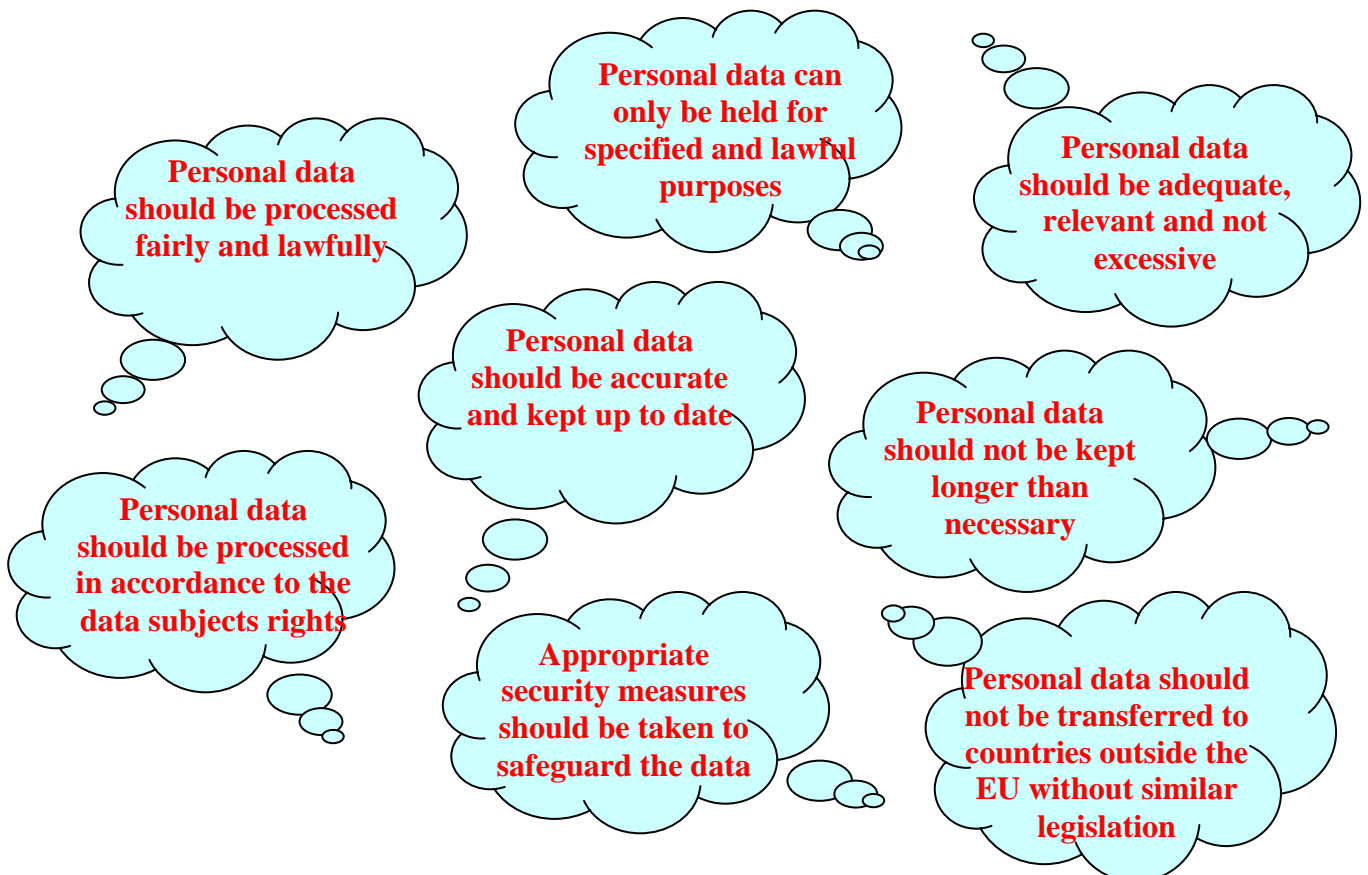 Personal data can
only be held for
specified and lawful
purposes
Personal data
should be processed
fairly and lawfully
Personal data
should be adequate,
relevant and not
excessive
Personal data
should be accurate
and kept up to date
Personal data
should not be kept
longer than
necessary
Personal data
should be processed
in accordance to the
data subjects rights
Appropriate
security measures
should be taken to
safeguard the data
Personal data should
not be transferred to
countries outside the
EU without similar
legislation